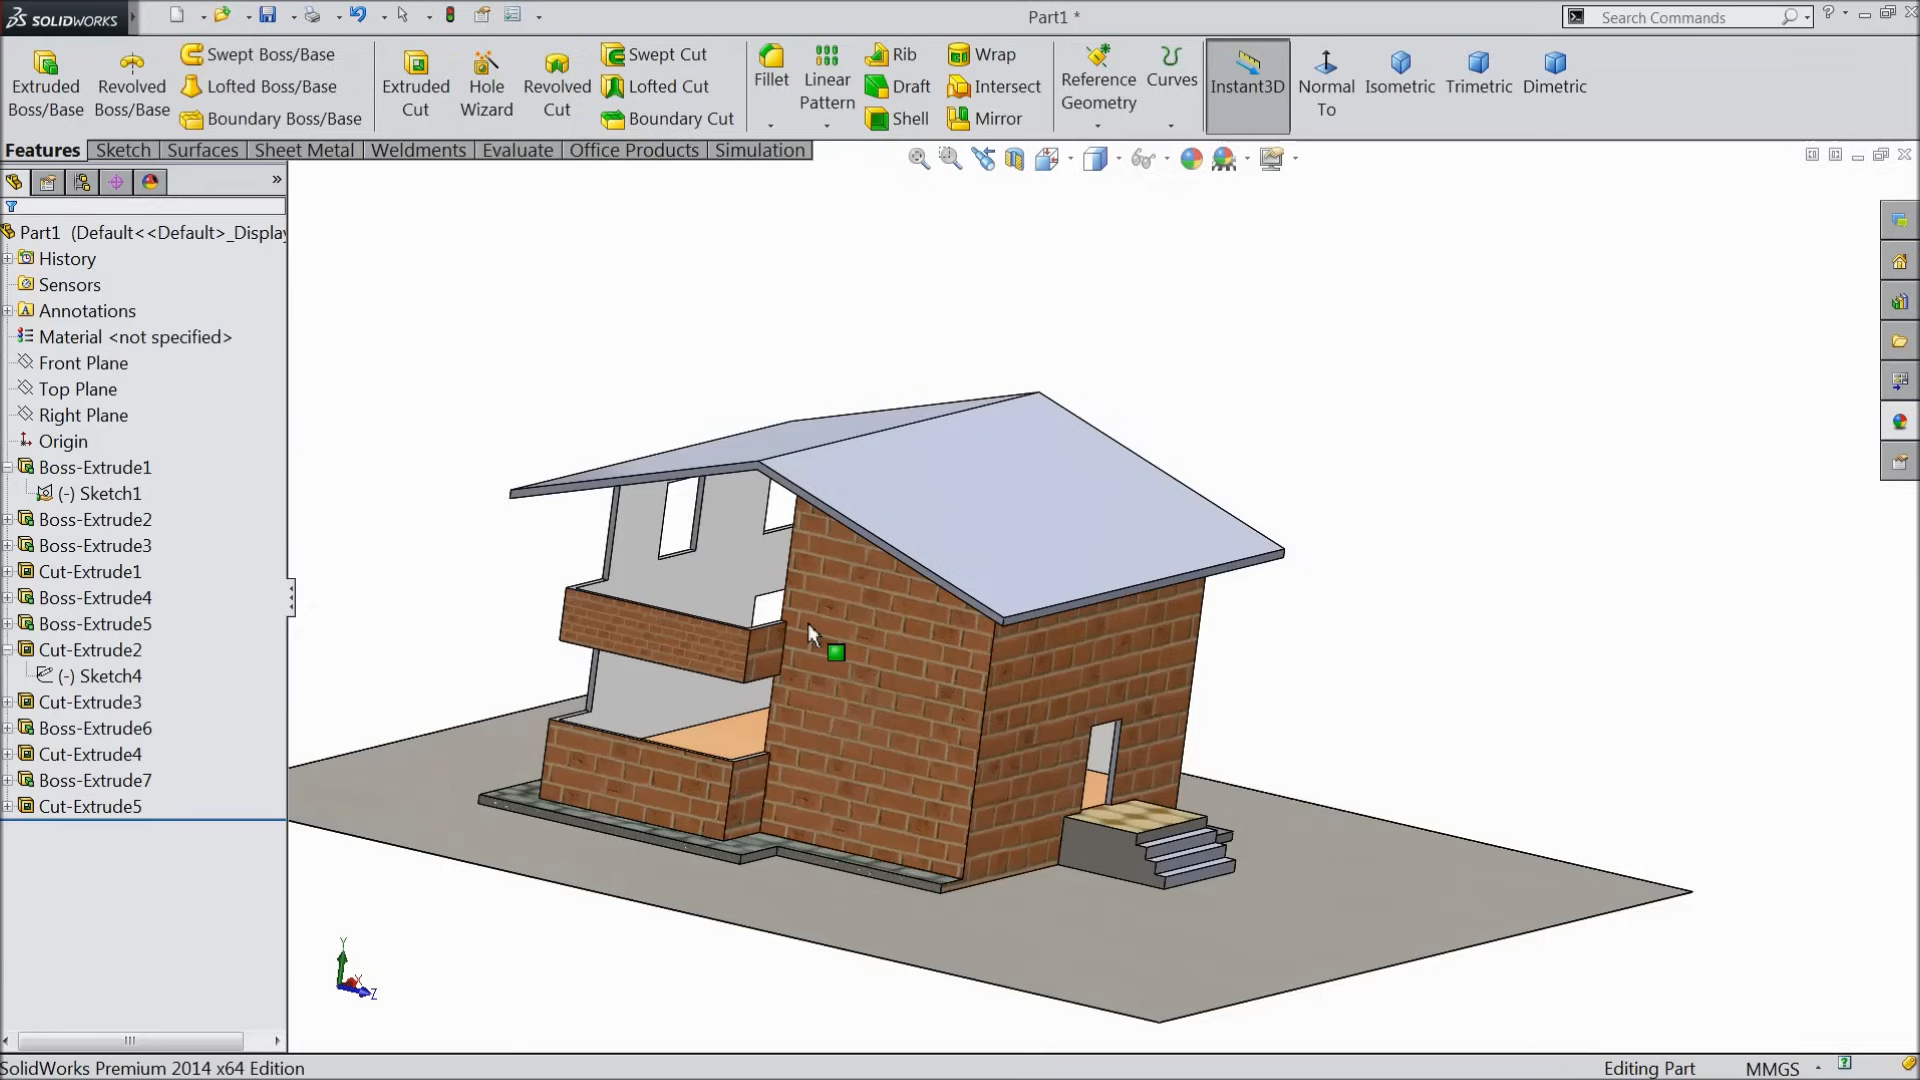 SOLIDWORKS
Part1 *
Search Commands
Extruded Boss/Base
Revolved Boss/Base
Swept Boss/Base
Lofted Boss/Base
Boundary Boss/Base
Extruded Cut
Hole Wizard
Revolved Cut
Swept Cut
Lofted Cut
Boundary Cut
Fillet
Linear Pattern
Rib
Draft
Shell
Wrap
Intersect
Mirror
Reference Geometry
Curves
Instant3D
Normal To
Isometric
Trimetric
Dimetric
Features
Sketch
Surfaces
Sheet Metal
Weldments
Evaluate
Office Products
Simulation
Part1 (Default<<Default>_Displa
History
Sensors
Annotations
Material <not specified>
Front Plane
Top Plane
Right Plane
Origin
Boss-Extrude1
(-) Sketch1
Boss-Extrude2
Boss-Extrude3
Cut-Extrude1
Boss-Extrude4
Boss-Extrude5
Cut-Extrude2
(-) Sketch4
Cut-Extrude3
Boss-Extrude6
Cut-Extrude4
Boss-Extrude7
Cut-Extrude5
Y
X
Z
SolidWorks Premium 2014 x64 Edition
Editing Part
MMGS